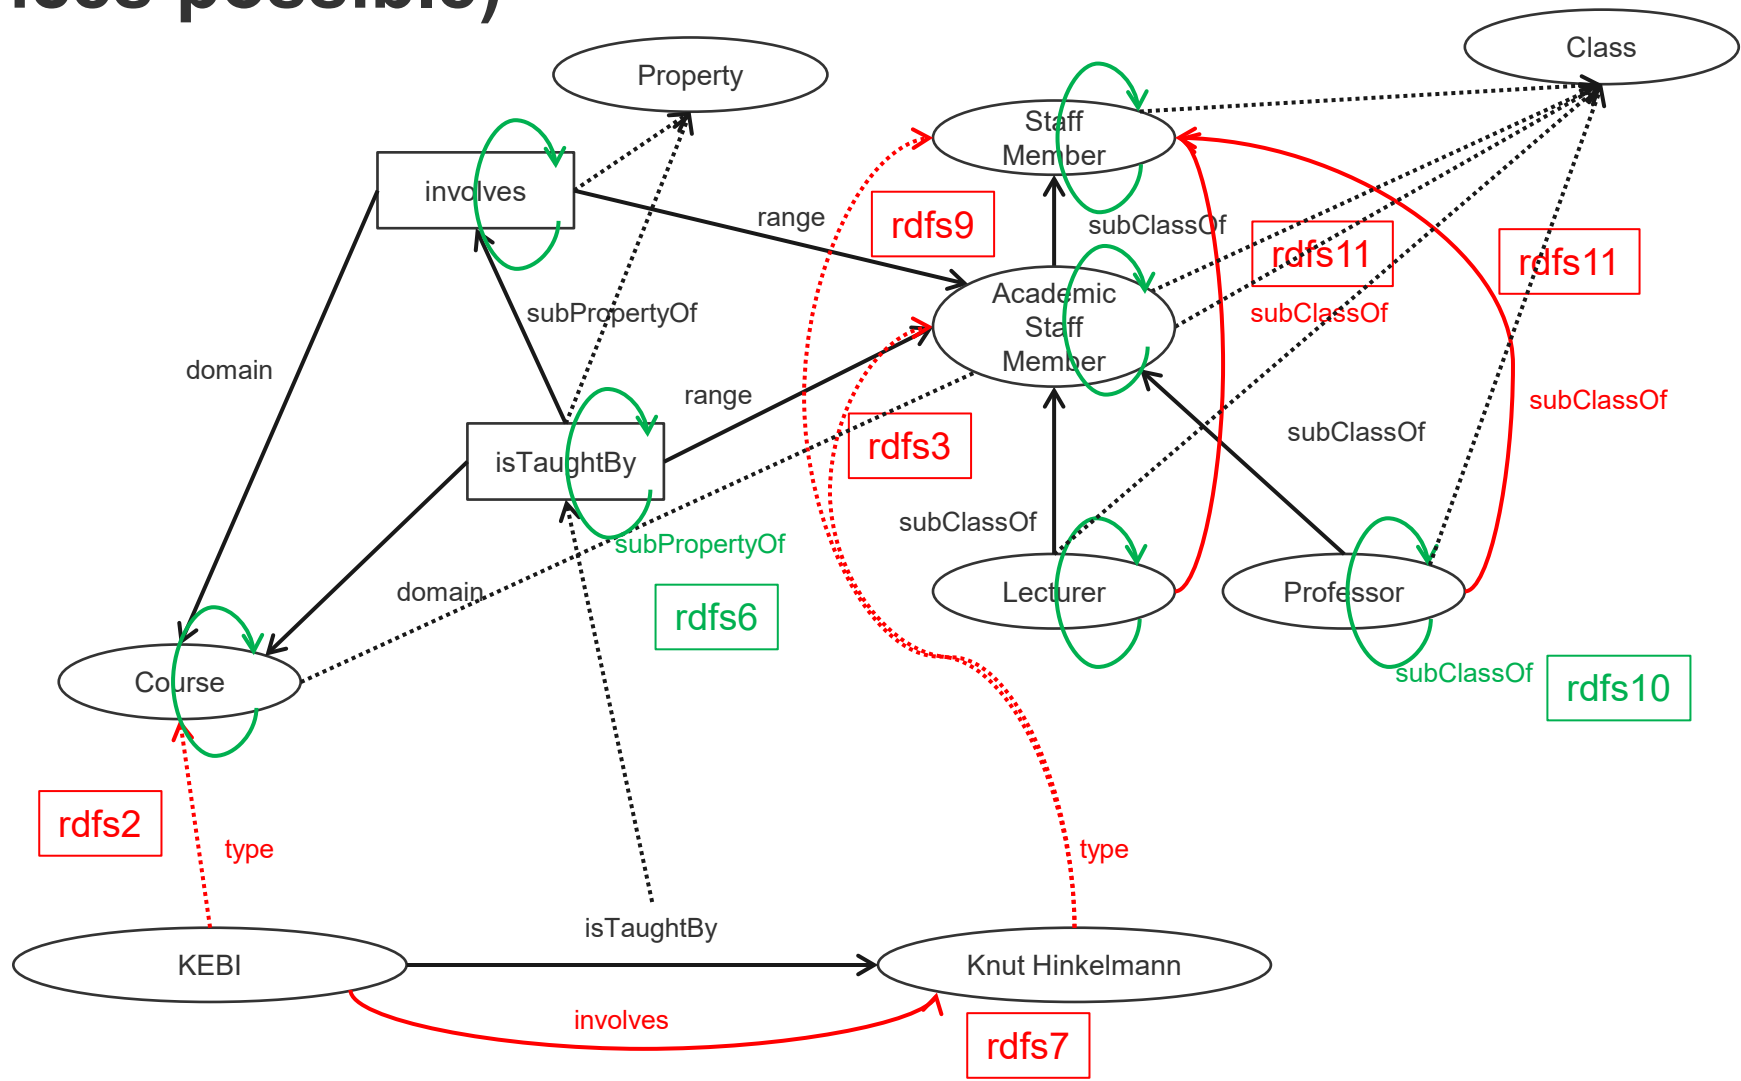 less possible)
Class
Property
Staff
Member
involves
range
rdfs9
subClassOf
rdfs11
rdfs11
Academic
Staff
Member
subPropertyOf
subClassOf
domain
range
subClassOf
subClassOf
rdfs3
isTaughtBy
subClassOf
subPropertyOf
domain
rdfs6
Lecturer
Professor
Course
subClassOf
rdfs10
rdfs2
type
type
isTaughtBy
KEBI
Knut Hinkelmann
involves
rdfs7